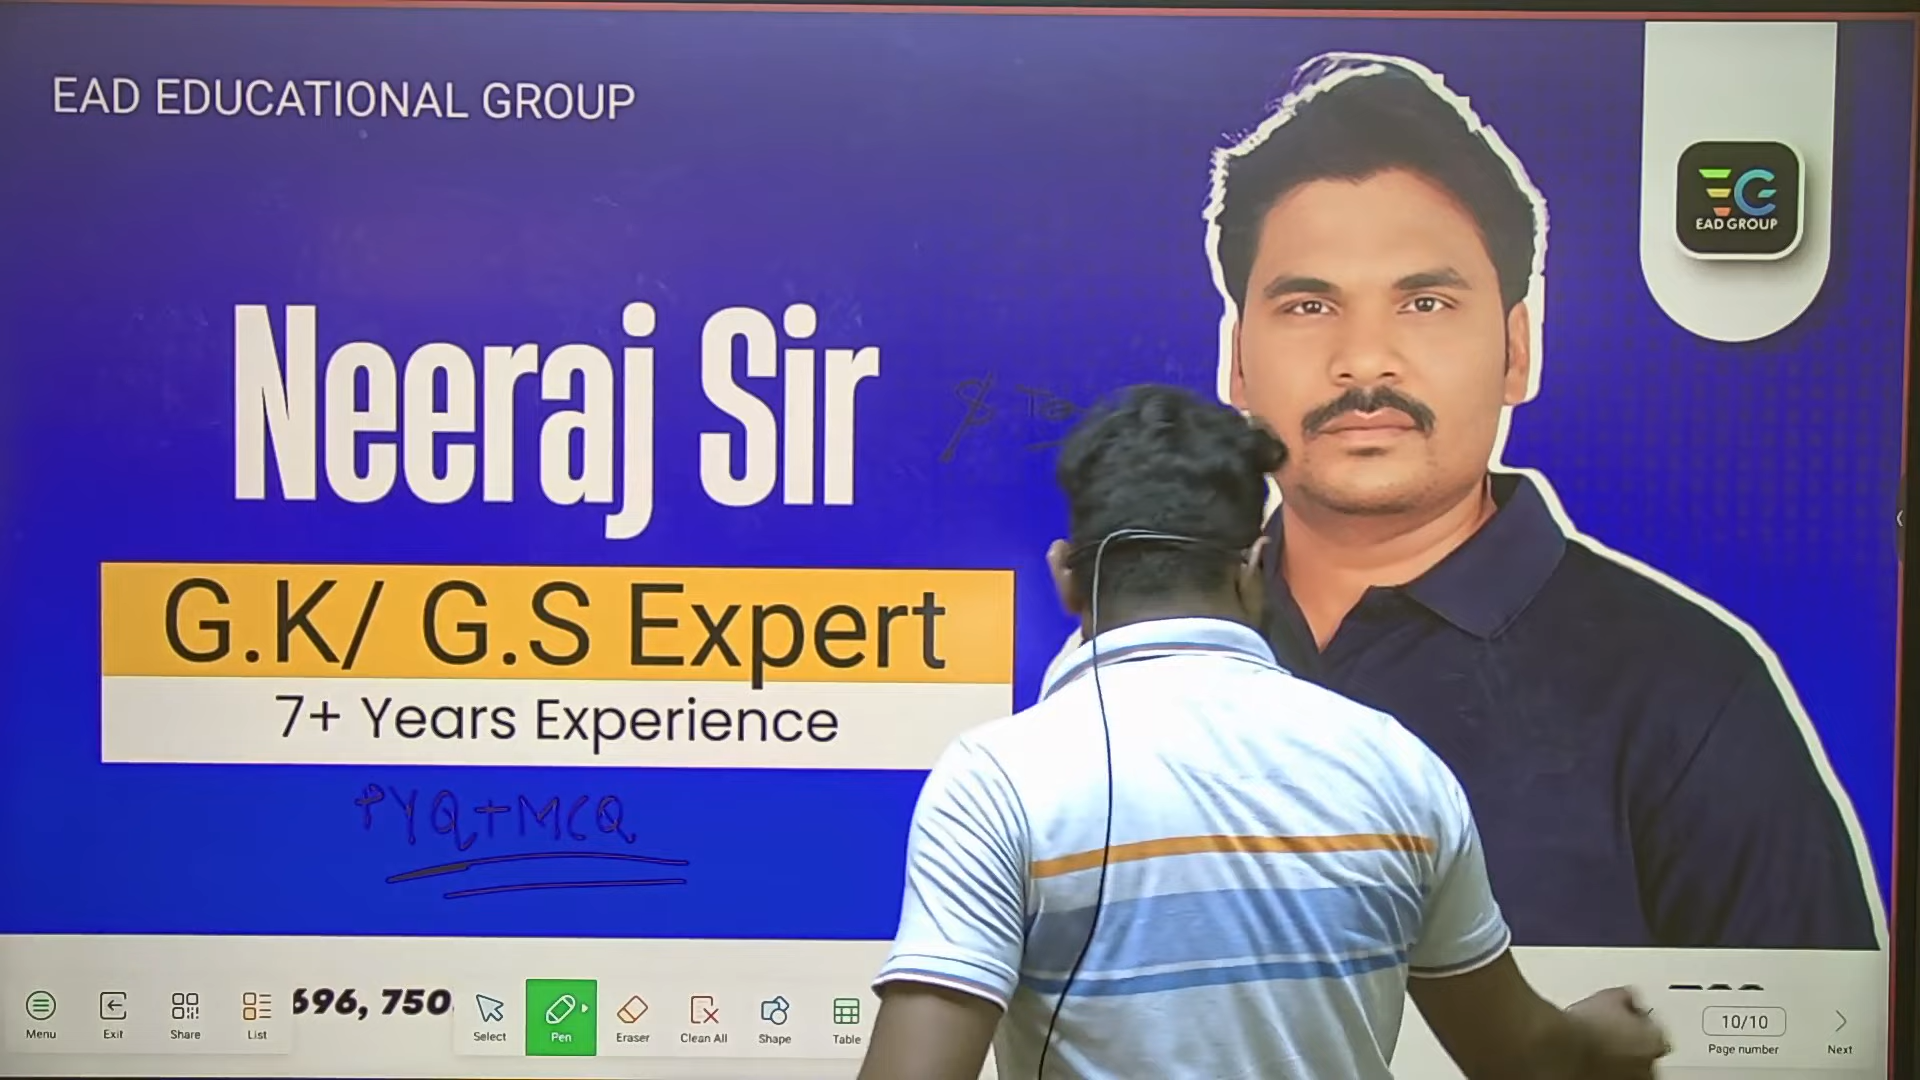 EAD EDUCATIONAL GROUP
EAD GROUP
Neeraj Sir
G.K/ G.S Expert
7+ Years Experience
PYQ+MCQ
696, 750
Menu
Exit
Share
List
Select
Pen
Eraser
Clean All
Shape
Table
10/10
Page number
Next